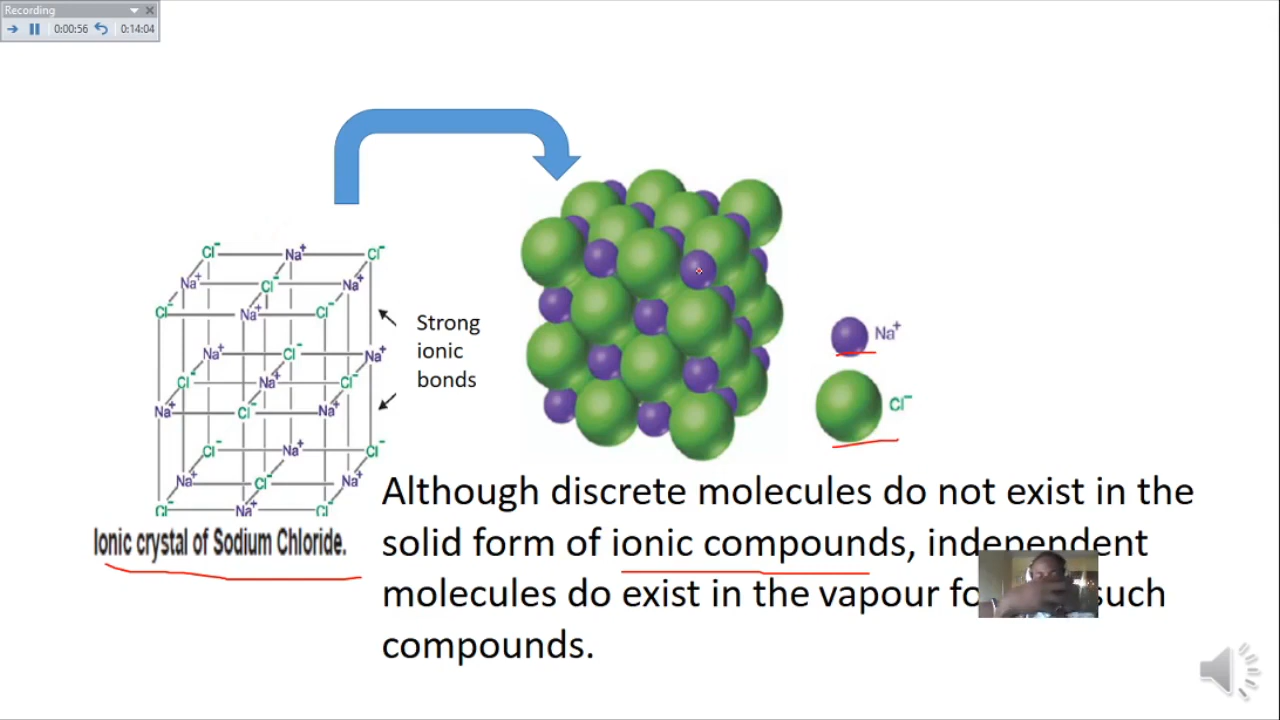 Recording
0:00:56 0:14:04
Cl⁻ Na⁺ Cl⁻
Na⁺ Cl⁻ Na⁺
Cl⁻ Na⁺ Cl⁻
Na⁺ Cl⁻ Na⁺
Cl⁻ Na⁺ Cl⁻
Na⁺ Cl⁻ Na⁺
Cl⁻ Na⁺ Cl⁻
Na⁺ Cl⁻ Na⁺
Cl⁻ Na⁺ Cl⁻
Strong
ionic
bonds
Na⁺
Cl⁻
Ionic crystal of Sodium Chloride.
Although discrete molecules do not exist in the
solid form of ionic compounds, independent
molecules do exist in the vapour such
compounds.